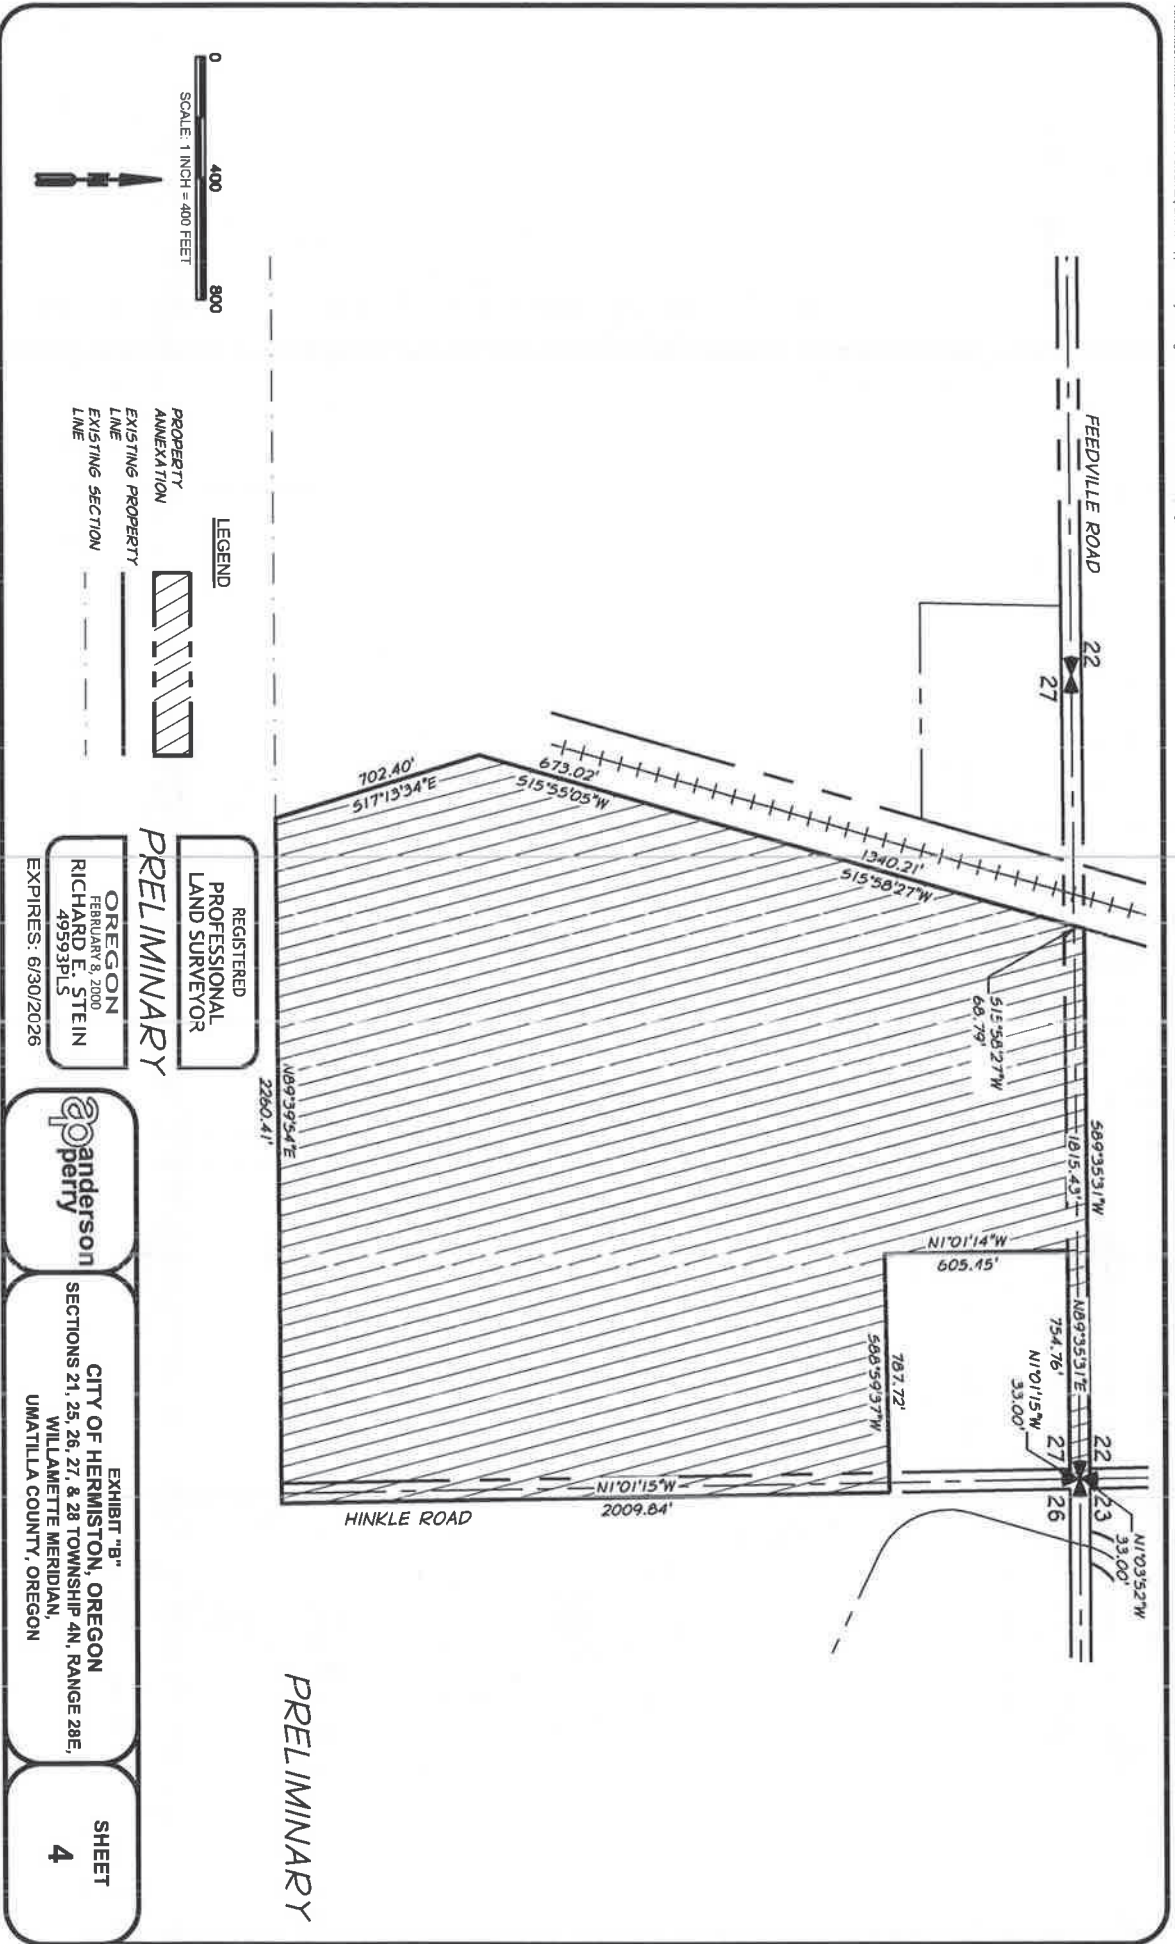 FEEDVILLE ROAD
22
27
673.02'
S15°55'05"W
702.40'
S17°13'34"E
1340.21'
S15°58'27"W
S15°58'27"W
68.79'
S89°35'31"W
1815.43'
N1°01'14"W
605.45'
N89°35'31"E
754.76'
N1°01'15"W
33.00'
22
23
27
26
N1°03'52"W
33.00'
787.72'
S88°59'37"W
N1°01'15"W
2009.84'
HINKLE ROAD
N89°39'54"E
2260.41'
PRELIMINARY
0
400
800
SCALE: 1 INCH = 400 FEET
N
LEGEND
PROPERTY
ANNEXATION
EXISTING PROPERTY
LINE
EXISTING SECTION
LINE
REGISTERED
PROFESSIONAL
LAND SURVEYOR
PRELIMINARY
OREGON
FEBRUARY 8, 2000
RICHARD E. STEIN
49593PLS
EXPIRES: 6/30/2026
ap
anderson
perry
EXHIBIT "B"
CITY OF HERMISTON, OREGON
SECTIONS 21, 25, 26, 27, & 28 TOWNSHIP 4N, RANGE 28E,
WILLAMETTE MERIDIAN,
UMATILLA COUNTY, OREGON
SHEET
4